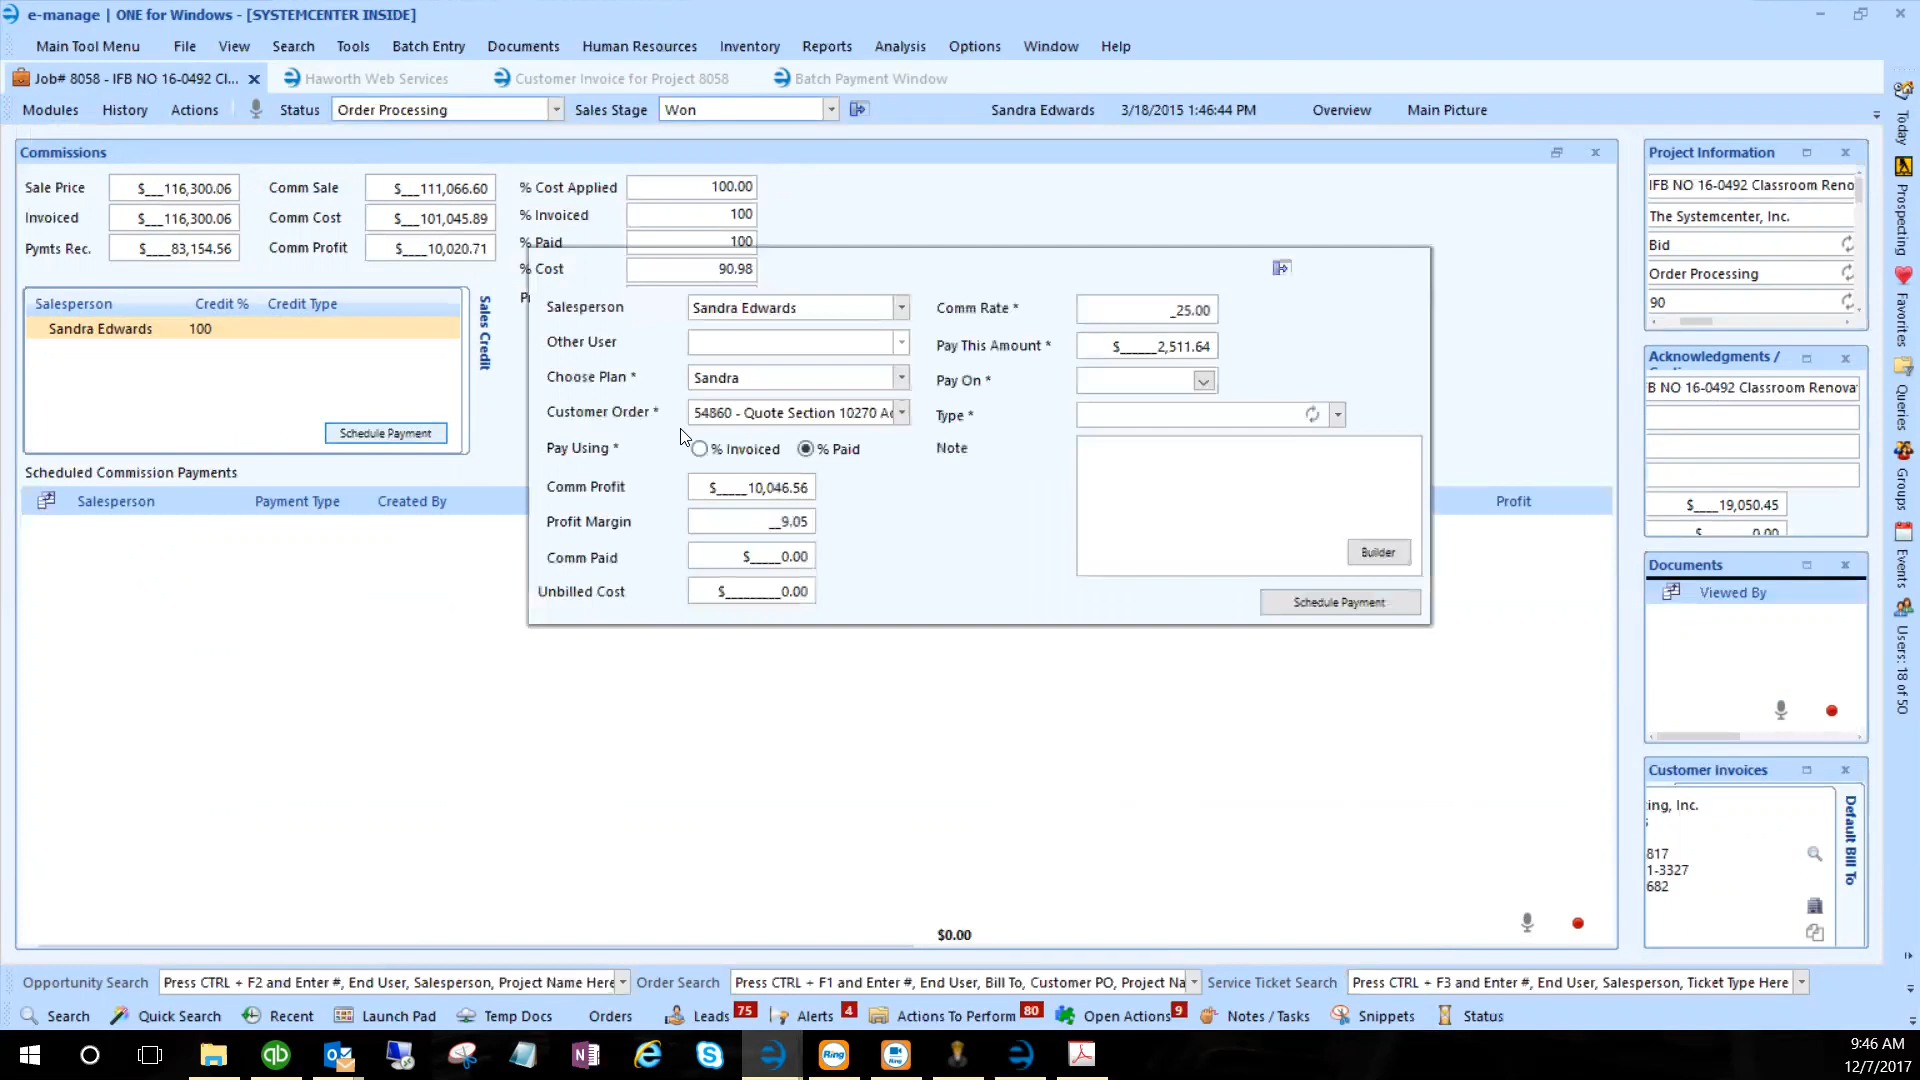 e-manage | ONE for Windows - [SYSTEMCENTER INSIDE]
Main Tool Menu File View Search Tools Batch Entry Documents Human Resources Inventory Reports Analysis Options Window Help
Job# 8058 - IFB NO 16-0492 Cl... Haworth Web Services Customer Invoice for Project 8058 Batch Payment Window
Modules History Actions Status Order Processing Sales Stage Won Sandra Edwards 3/18/2015 1:46:44 PM Overview Main Picture
Commissions
Sale Price $___116,300.06 Comm Sale $___111,066.60 % Cost Applied 100.00
Invoiced $___116,300.06 Comm Cost $___101,045.89 % Invoiced 100
Pymts Rec. $____83,154.56 Comm Profit $____10,020.71 % Paid 100
% Cost 90.98
Salesperson Credit % Credit Type
Sandra Edwards 100
Sales Credit
Schedule Payment
Scheduled Commission Payments
Salesperson Payment Type Created By Profit
Salesperson Sandra Edwards Comm Rate * _25.00
Other User Pay This Amount * $______2,511.64
Choose Plan * Sandra Pay On *
Customer Order * 54860 - Quote Section 10270 Ac Type *
Pay Using * % Invoiced % Paid Note
Comm Profit $_____10,046.56
Profit Margin __9.05
Comm Paid $_____0.00
Builder
Unbilled Cost $_________0.00
Schedule Payment
$0.00
Project Information
IFB NO 16-0492 Classroom Reno
The Systemcenter, Inc.
Bid
Order Processing
90
Acknowledgments /
B NO 16-0492 Classroom Renova
$____19,050.45
$ 0.00
Documents
Viewed By
Customer Invoices
ing, Inc.
817
1-3327
682
Default Bill To
Today
Prospecting
Favorites
Queries
Groups
Events
Users: 18 of 50
Opportunity Search Press CTRL + F2 and Enter #, End User, Salesperson, Project Name Here Order Search Press CTRL + F1 and Enter #, End User, Bill To, Customer PO, Project Na Service Ticket Search Press CTRL + F3 and Enter #, End User, Salesperson, Ticket Type Here
Search Quick Search Recent Launch Pad Temp Docs Orders Leads 75 Alerts 4 Actions To Perform 80 Open Actions 9 Notes / Tasks Snippets Status
Ring
9:46 AM
12/7/2017